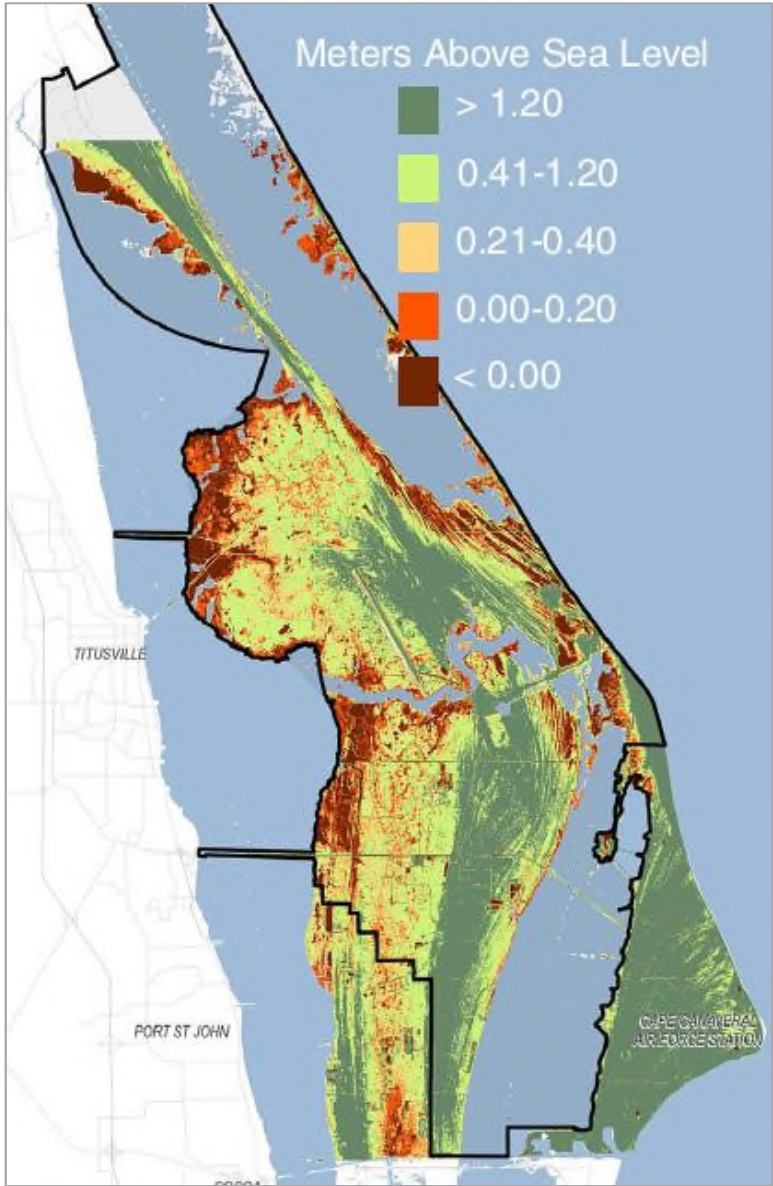 Meters Above Sea Level
> 1.20
0.41-1.20
0.21-0.40
0.00-0.20
< 0.00
TITUSVILLE
PORT ST JOHN
CAPE CANAVERAL
AIR FORCE STATION